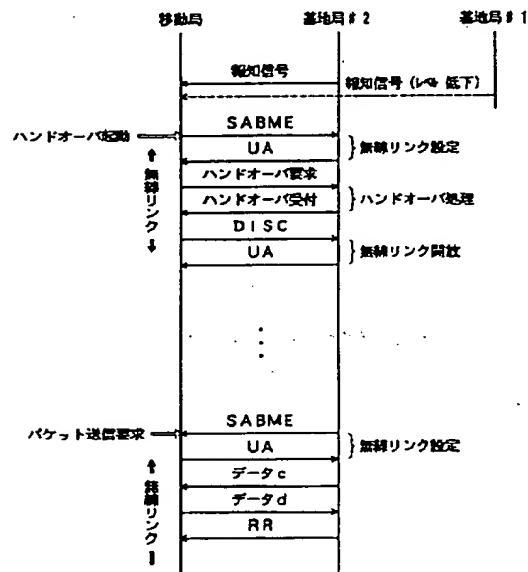 移動局 基地局#2 基地局#1
報知信号
報知信号(レベル 低下)
ハンドオーバ起動
SABME
UA
無線リンク設定
無線リンク
ハンドオーバ要求
ハンドオーバ受付
ハンドオーバ処理
DISC
UA
無線リンク開放
パケット送信要求
SABME
UA
無線リンク設定
無線リンク
データc
データd
RR